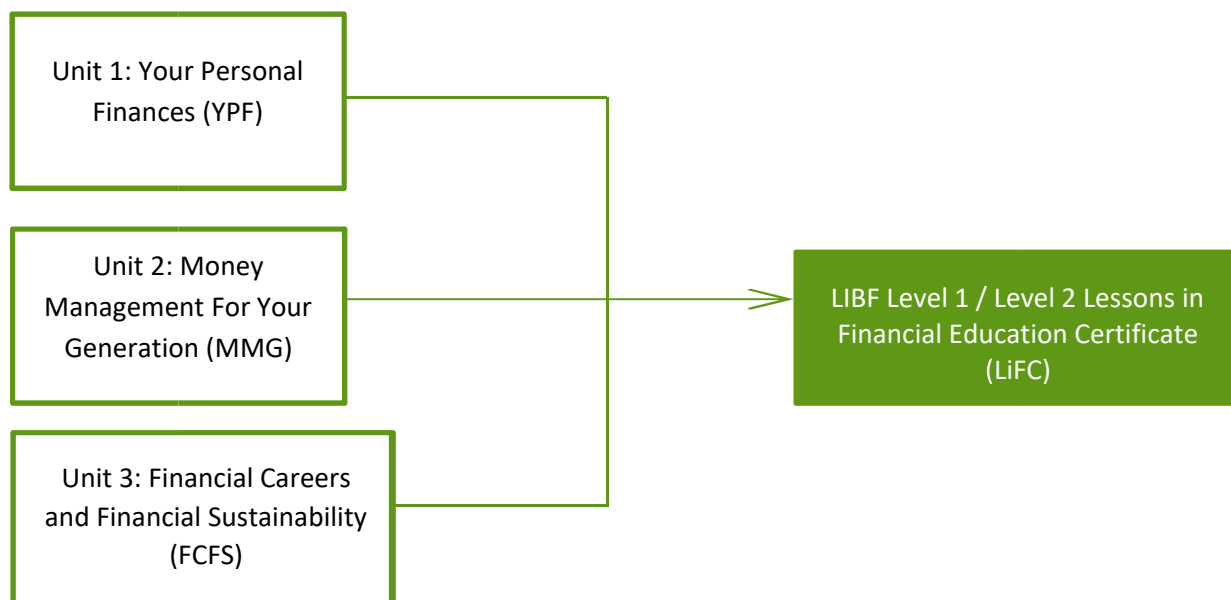 Unit 1: Your Personal
Finances (YPF)
Unit 2: Money
Management For Your
Generation (MMG)
Unit 3: Financial Careers
and Financial Sustainability
(FCFS)
LIBF Level 1 / Level 2 Lessons in
Financial Education Certificate
(LiFC)